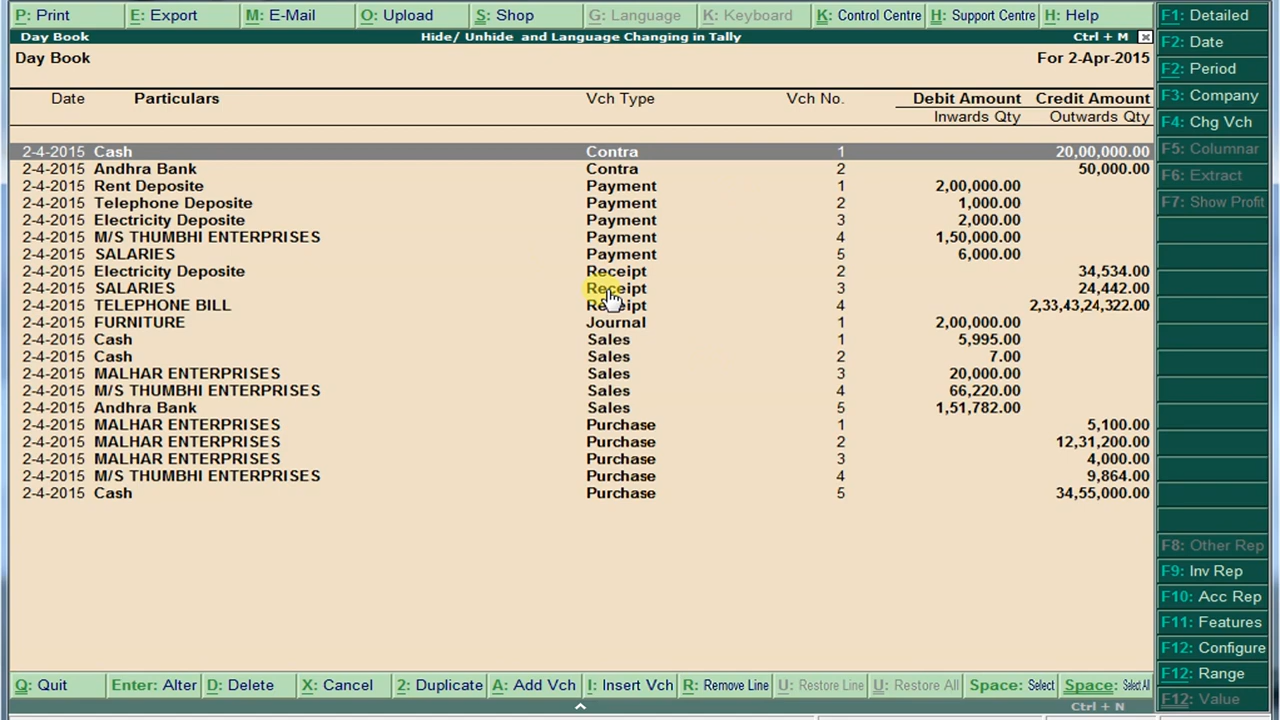 P: Print E: Export M: E-Mail O: Upload S: Shop G: Language K: Keyboard K: Control Centre H: Support Centre H: Help F1: Detailed
Day Book Hide/ Unhide and Language Changing in Tally Ctrl + M
Day Book For 2-Apr-2015
Date Particulars Vch Type Vch No. Debit Amount Credit Amount
Inwards Qty Outwards Qty
2-4-2015 Cash Contra 1 20,00,000.00
2-4-2015 Andhra Bank Contra 2 50,000.00
2-4-2015 Rent Deposite Payment 1 2,00,000.00
2-4-2015 Telephone Deposite Payment 2 1,000.00
2-4-2015 Electricity Deposite Payment 3 2,000.00
2-4-2015 M/S THUMBHI ENTERPRISES Payment 4 1,50,000.00
2-4-2015 SALARIES Payment 5 6,000.00
2-4-2015 Electricity Deposite Receipt 2 34,534.00
2-4-2015 SALARIES Receipt 3 24,442.00
2-4-2015 TELEPHONE BILL Receipt 4 2,33,43,24,322.00
2-4-2015 FURNITURE Journal 1 2,00,000.00
2-4-2015 Cash Sales 1 5,995.00
2-4-2015 Cash Sales 2 7.00
2-4-2015 MALHAR ENTERPRISES Sales 3 20,000.00
2-4-2015 M/S THUMBHI ENTERPRISES Sales 4 66,220.00
2-4-2015 Andhra Bank Sales 5 1,51,782.00
2-4-2015 MALHAR ENTERPRISES Purchase 1 5,100.00
2-4-2015 MALHAR ENTERPRISES Purchase 2 12,31,200.00
2-4-2015 MALHAR ENTERPRISES Purchase 3 4,000.00
2-4-2015 M/S THUMBHI ENTERPRISES Purchase 4 9,864.00
2-4-2015 Cash Purchase 5 34,55,000.00
F2: Date
F2: Period
F3: Company
F4: Chg Vch
F5: Columnar
F6: Extract
F7: Show Profit
F8: Other Rep
F9: Inv Rep
F10: Acc Rep
F11: Features
F12: Configure
F12: Range
F12: Value
Q: Quit Enter: Alter D: Delete X: Cancel 2: Duplicate A: Add Vch I: Insert Vch R: Remove Line U: Restore Line U: Restore All Space: Select Space: Select All
Ctrl + N